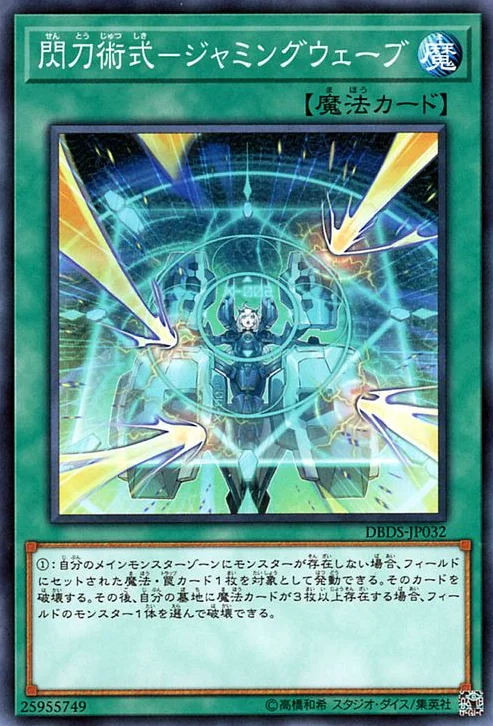 閃刀術式－ジャミングウェーブ 魔
【魔法カード】
DBDS-JP032
①：自分のメインモンスターゾーンにモンスターが存在しない場合、フィールド
にセットされた魔法・罠カード1枚を対象として発動できる。そのカードを
破壊する。その後、自分の墓地に魔法カードが３枚以上存在する場合、フィー
ルドのモンスター1体を選んで破壊できる。
25955749 ©高橋和希 スタジオ・ダイス/集英社